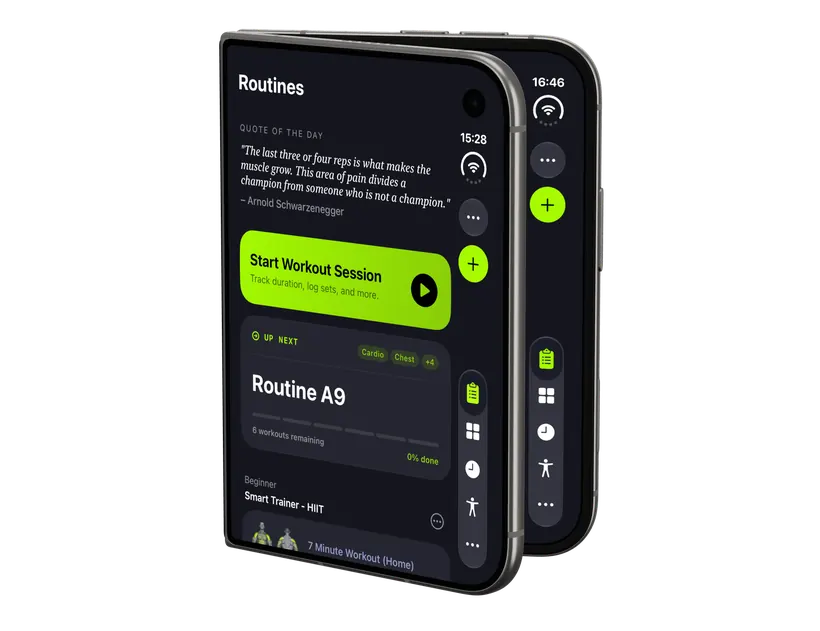 Routines
15:28
QUOTE OF THE DAY
"The last three or four reps is what makes the
muscle grow. This area of pain divides a
champion from someone who is not a champion."
– Arnold Schwarzenegger
Start Workout Session
Track duration, log sets, and more.
UP NEXT
Cardio Chest +4
Routine A9
6 workouts remaining
0% done
Beginner
Smart Trainer - HIIT
7 Minute Workout (Home)
16:46